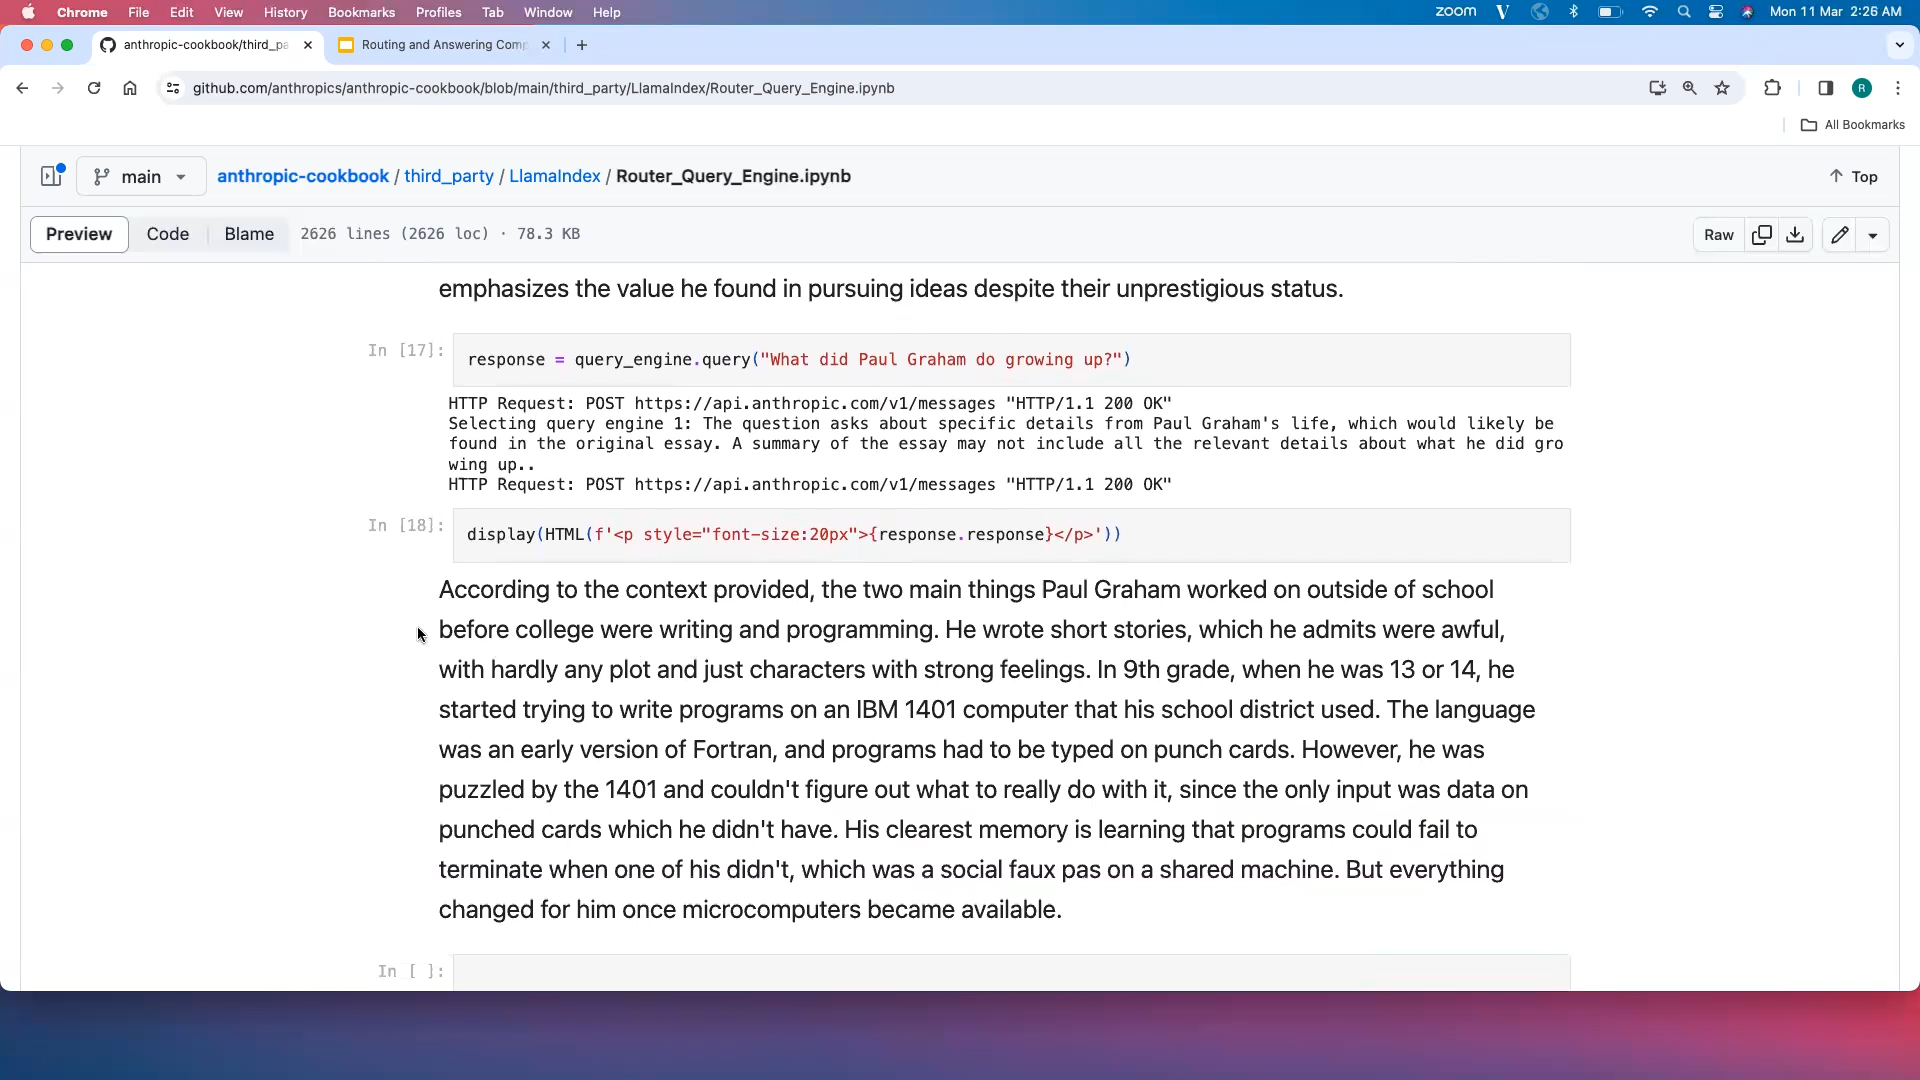 Chrome File Edit View History Bookmarks Profiles Tab Window Help zoom Mon 11 Mar 2:26 AM
anthropic-cookbook/third_pa Routing and Answering Comp
github.com/anthropics/anthropic-cookbook/blob/main/third_party/LlamaIndex/Router_Query_Engine.ipynb R
All Bookmarks
main anthropic-cookbook / third_party / LlamaIndex / Router_Query_Engine.ipynb Top
Preview Code Blame 2626 lines (2626 loc) · 78.3 KB Raw
emphasizes the value he found in pursuing ideas despite their unprestigious status.
In [17]: response = query_engine.query("What did Paul Graham do growing up?")
HTTP Request: POST https://api.anthropic.com/v1/messages "HTTP/1.1 200 OK"
Selecting query engine 1: The question asks about specific details from Paul Graham's life, which would likely be
found in the original essay. A summary of the essay may not include all the relevant details about what he did gro
wing up..
HTTP Request: POST https://api.anthropic.com/v1/messages "HTTP/1.1 200 OK"
In [18]: display(HTML(f'<p style="font-size:20px">{response.response}</p>'))
According to the context provided, the two main things Paul Graham worked on outside of school
before college were writing and programming. He wrote short stories, which he admits were awful,
with hardly any plot and just characters with strong feelings. In 9th grade, when he was 13 or 14, he
started trying to write programs on an IBM 1401 computer that his school district used. The language
was an early version of Fortran, and programs had to be typed on punch cards. However, he was
puzzled by the 1401 and couldn't figure out what to really do with it, since the only input was data on
punched cards which he didn't have. His clearest memory is learning that programs could fail to
terminate when one of his didn't, which was a social faux pas on a shared machine. But everything
changed for him once microcomputers became available.
In [ ]: